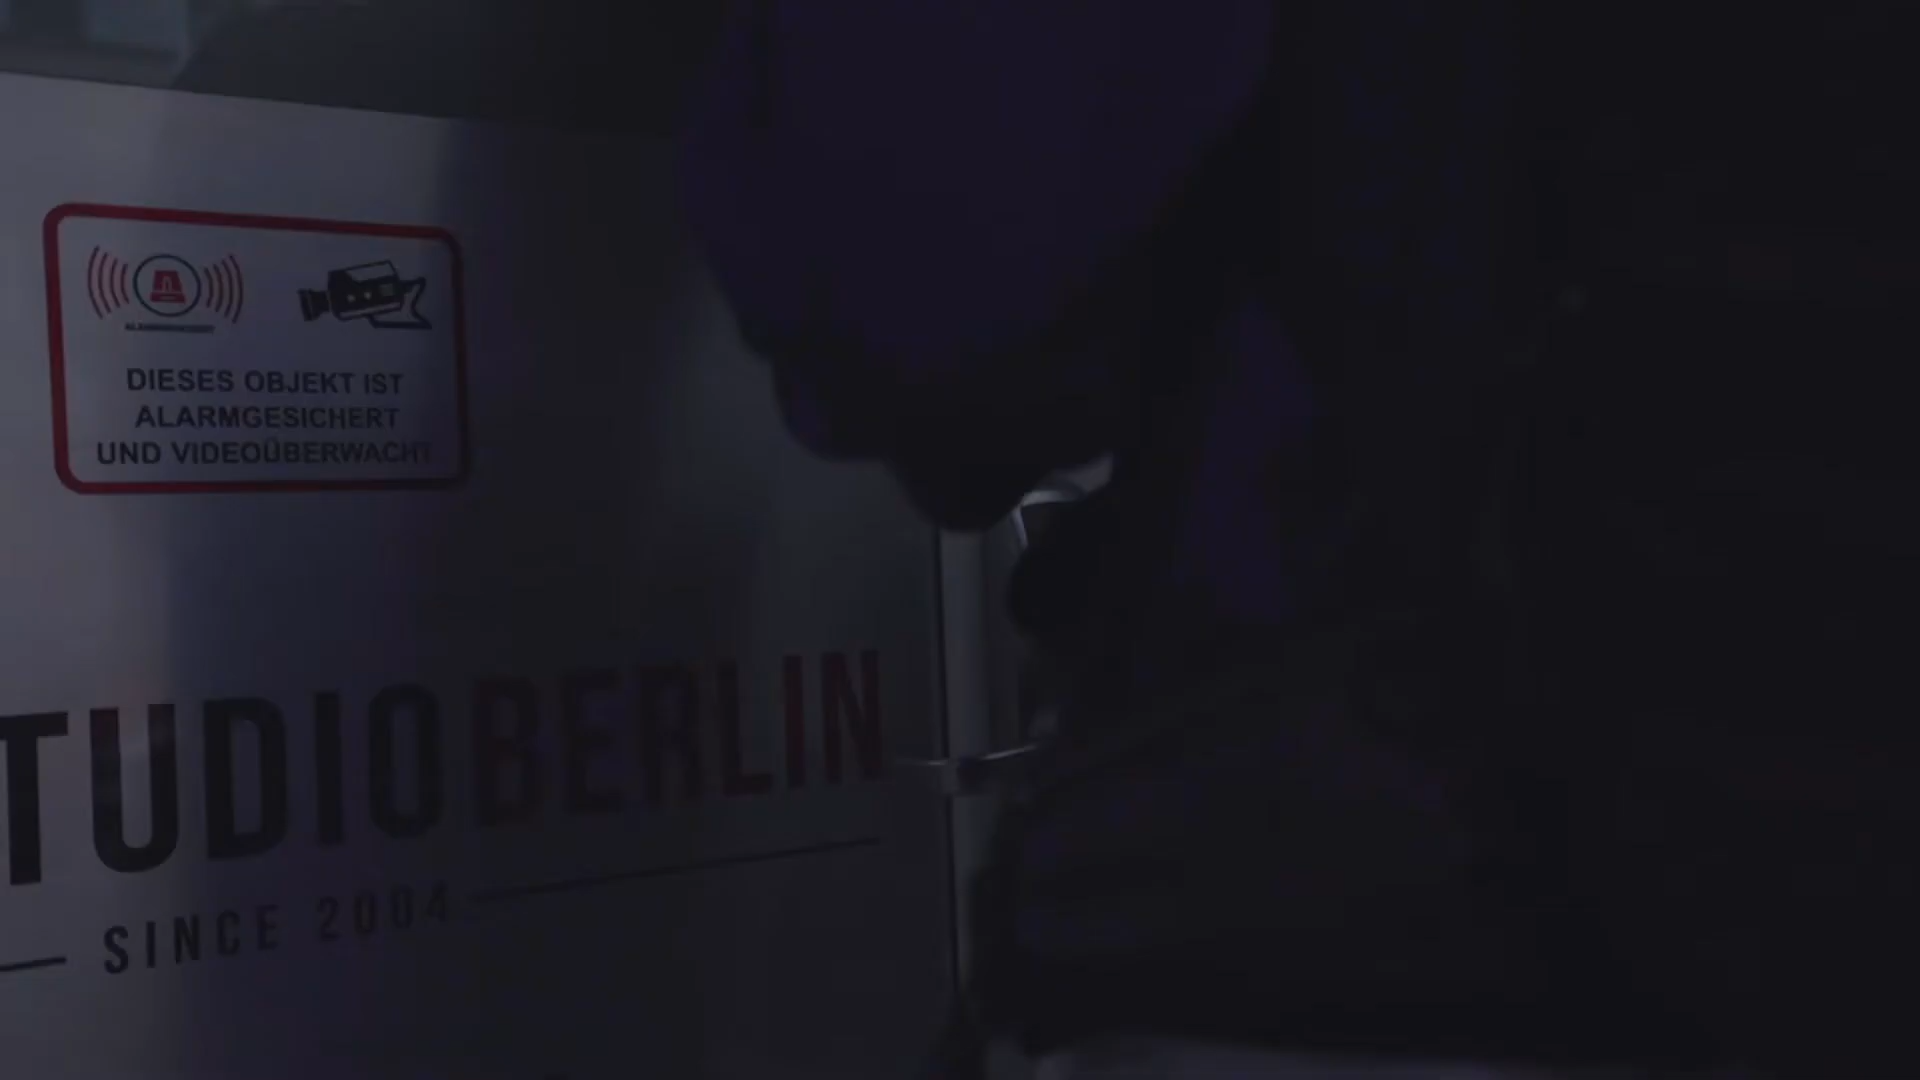 DIESES OBJEKT IST
ALARMGESICHERT
UND VIDEOÜBERWACHT
TUDIOBERLIN
SINCE 2004